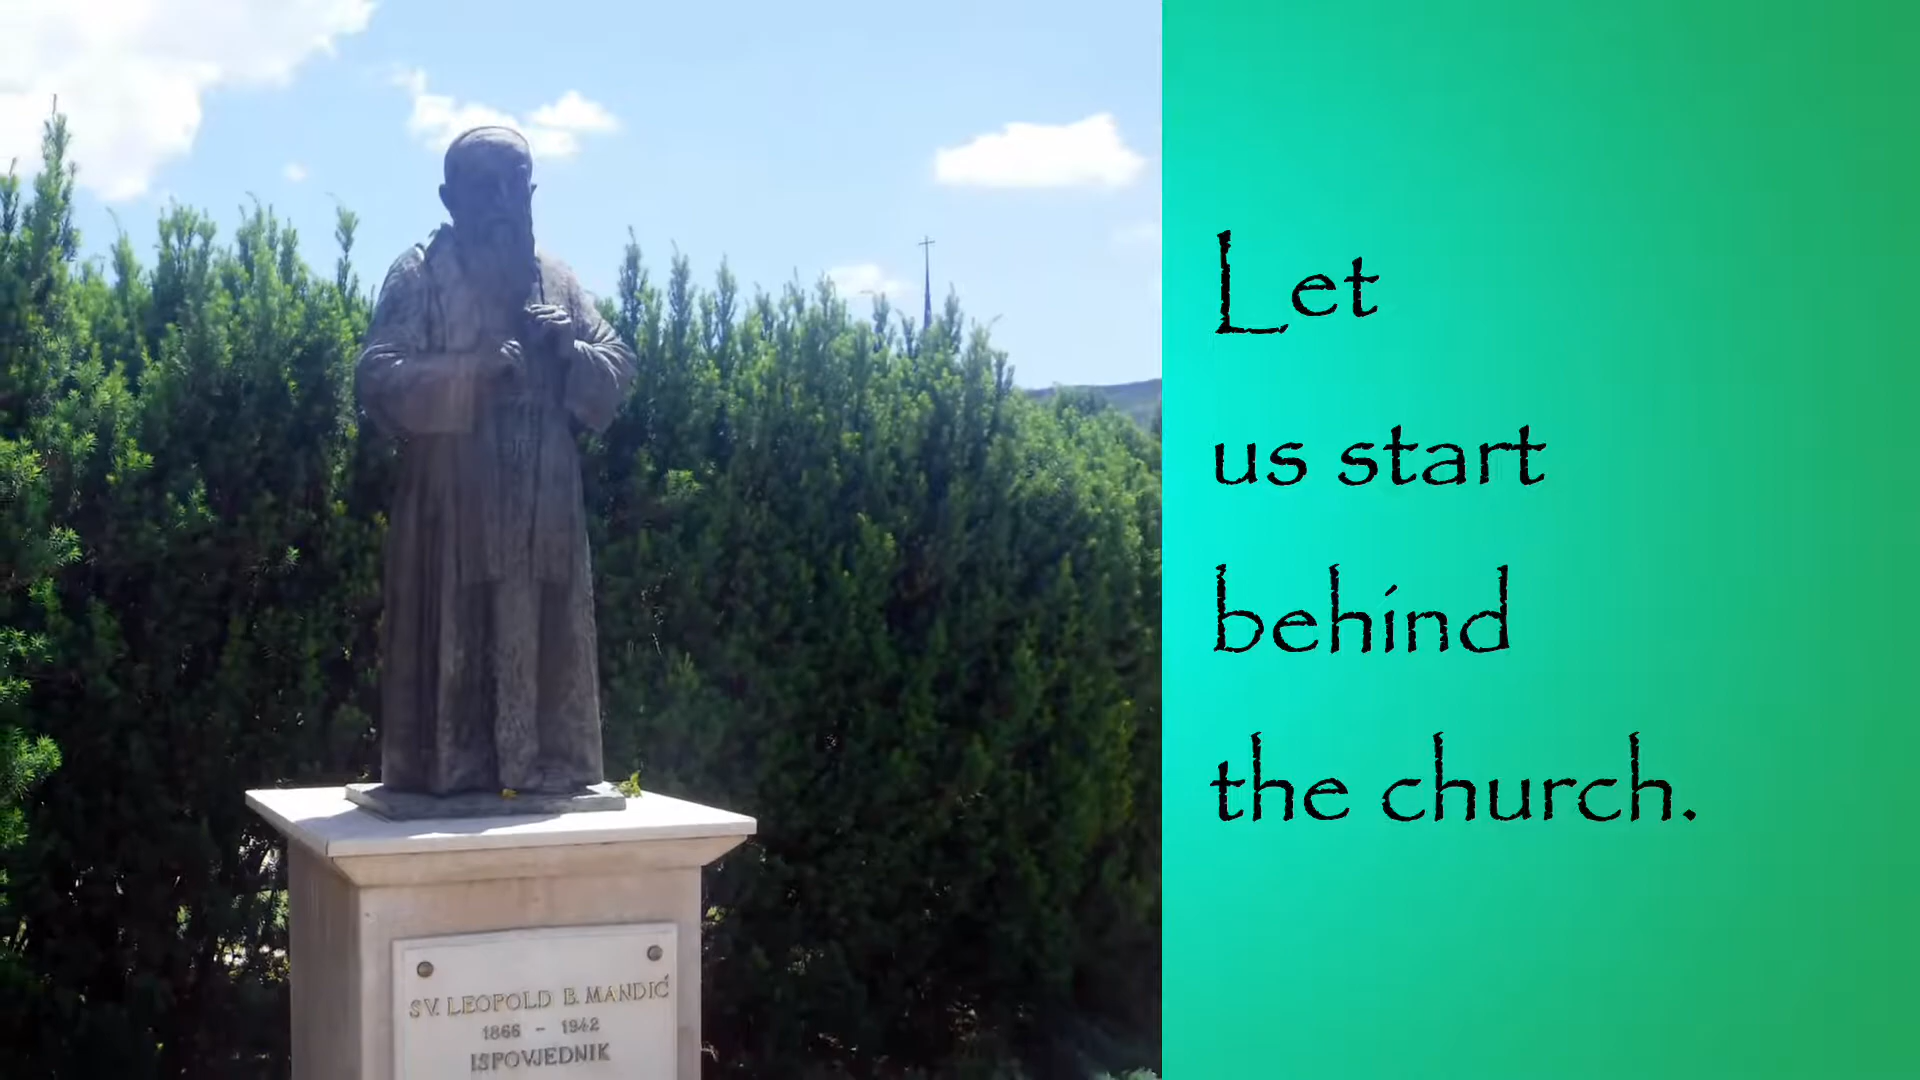 Let
us start
behind
the church.
SV. LEOPOLD B. MANDIĆ
1866 - 1942
ISPOVJEDNIK